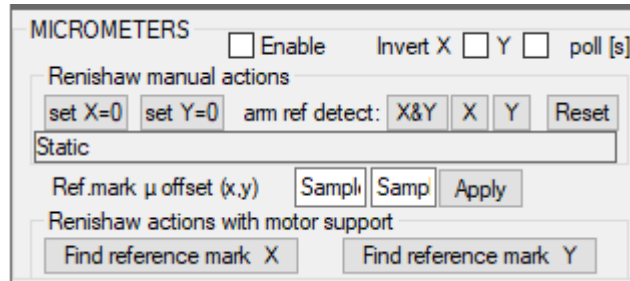 MICROMETERS
Enable Invert X Y poll [s]
Renishaw manual actions
set X=0 set Y=0 arm ref detect: X&Y X Y Reset
Static
Ref.mark µ offset (x,y) Sampl Sampl Apply
Renishaw actions with motor support
Find reference mark X Find reference mark Y